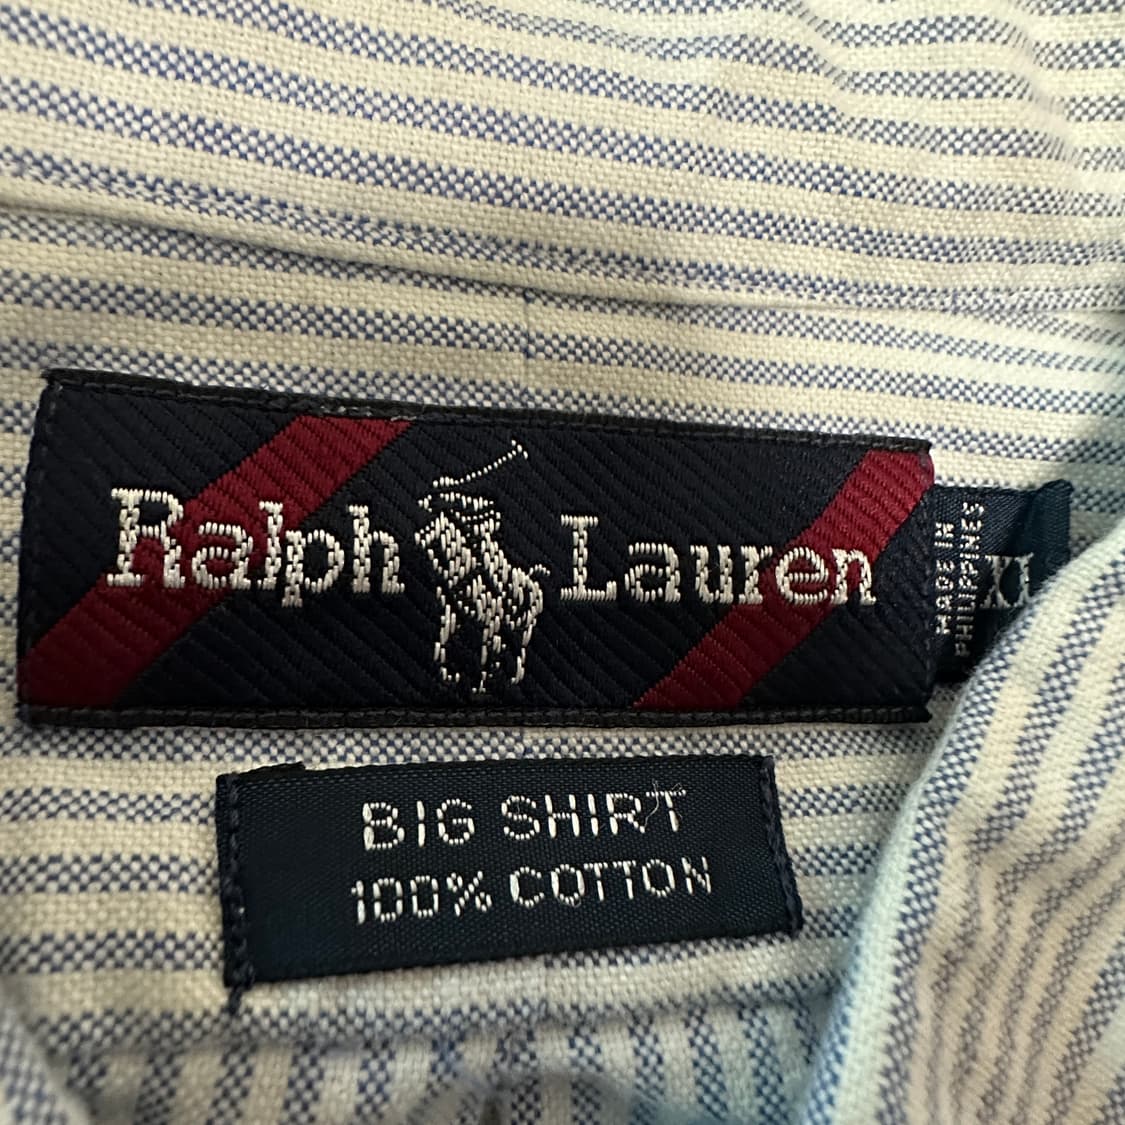 Ralph Lauren
MADE IN
PHILIPPINES
BIG SHIRT
100% COTTON